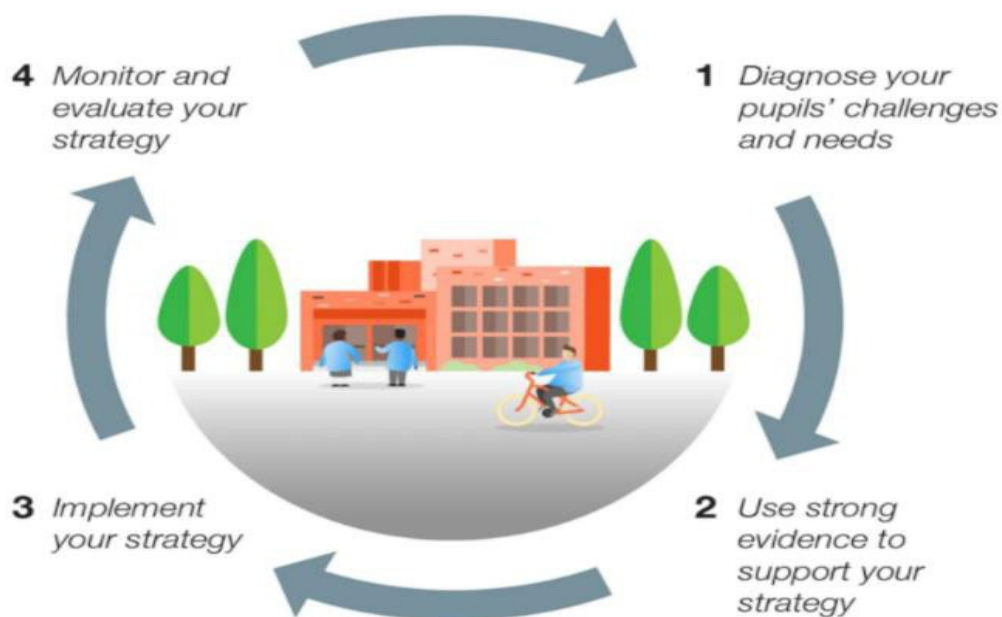 1 Diagnose your
pupils' challenges
and needs
2 Use strong
evidence to
support your
strategy
3 Implement
your strategy
4 Monitor and
evaluate your
strategy